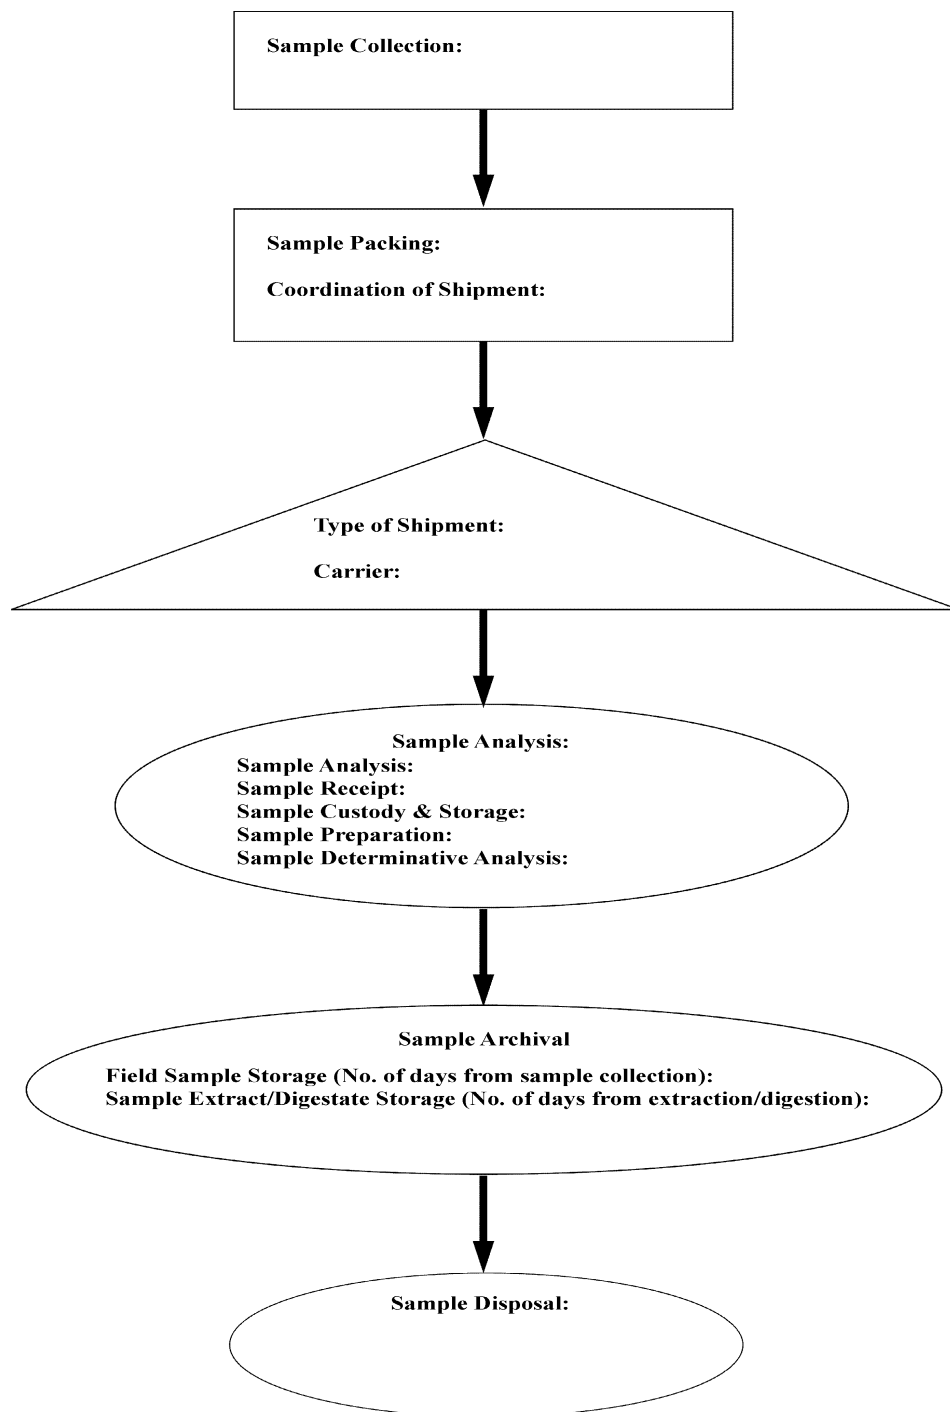 Sample Collection:
Sample Packing:
Coordination of Shipment:
Type of Shipment:
Carrier:
Sample Analysis:
Sample Analysis:
Sample Receipt:
Sample Custody & Storage:
Sample Preparation:
Sample Determinative Analysis:
Sample Archival
Field Sample Storage (No. of days from sample collection):
Sample Extract/Digestate Storage (No. of days from extraction/digestion):
Sample Disposal: